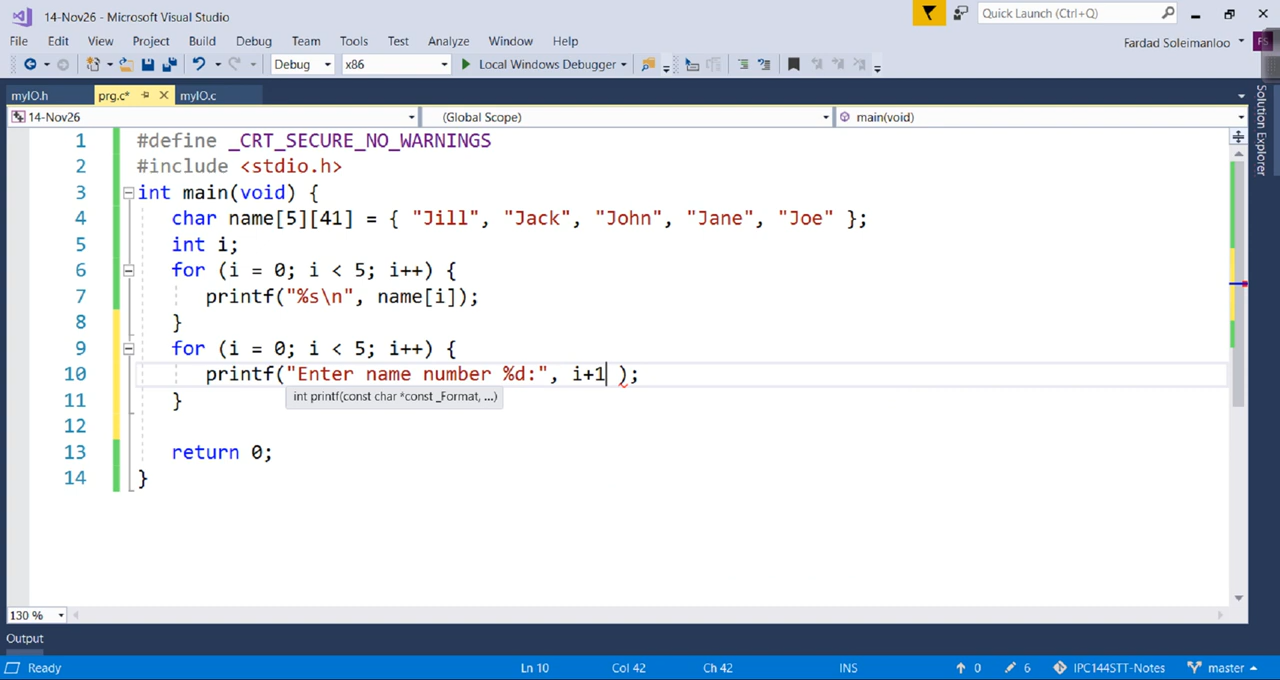 14-Nov26 - Microsoft Visual Studio
Quick Launch (Ctrl+Q)
File Edit View Project Build Debug Team Tools Test Analyze Window Help
Fardad Soleimanloo FS
Debug x86 Local Windows Debugger
myIO.h prg.c* myIO.c
14-Nov26 (Global Scope) main(void)
Solution Explorer
1 #define _CRT_SECURE_NO_WARNINGS
2 #include <stdio.h>
3 int main(void) {
4 char name[5][41] = { "Jill", "Jack", "John", "Jane", "Joe" };
5 int i;
6 for (i = 0; i < 5; i++) {
7 printf("%s\n", name[i]);
8 }
9 for (i = 0; i < 5; i++) {
10 printf("Enter name number %d:", i+1 );
int printf(const char *const _Format, ...)
11 }
12
13 return 0;
14 }
130 %
Output
Ready Ln 10 Col 42 Ch 42 INS 0 6 IPC144STT-Notes master